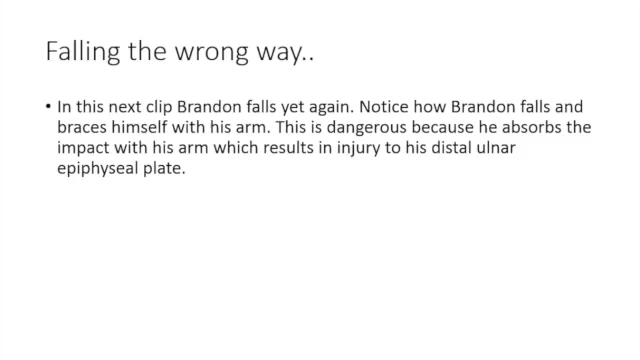 Falling the wrong way..
• In this next clip Brandon falls yet again. Notice how Brandon falls and
braces himself with his arm. This is dangerous because he absorbs the
impact with his arm which results in injury to his distal ulnar
epiphyseal plate.